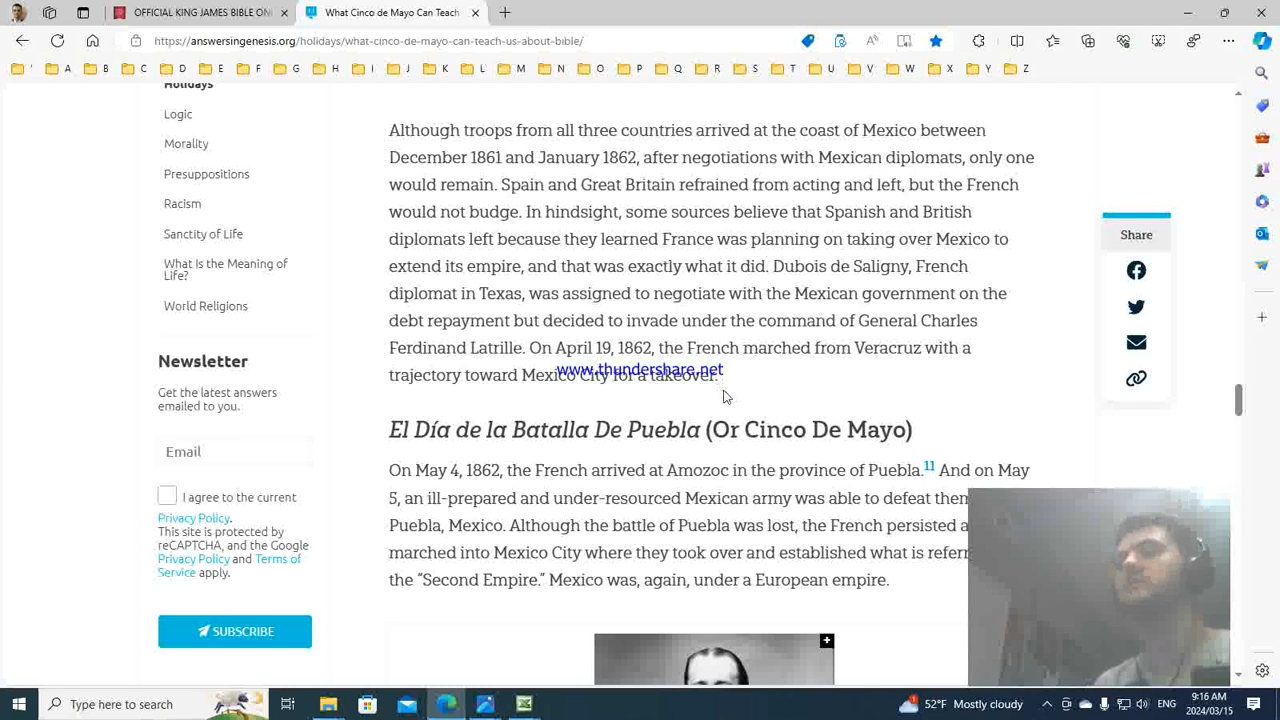 OFFICIAL KING JAMES BIBLE ONL
What Cinco de Mayo Can Teach
https://answersingenesis.org/holidays/what-cinco-de-mayo-can-teach-us-about-bible/
A B C D E F G H I J K L M N O P Q R S T U V W X Y Z
Holidays
Logic
Morality
Presuppositions
Racism
Sanctity of Life
What Is the Meaning of
Life?
World Religions
Newsletter
Get the latest answers
emailed to you.
Email
I agree to the current
Privacy Policy.
This site is protected by
reCAPTCHA, and the Google
Privacy Policy and Terms of
Service apply.
SUBSCRIBE
Although troops from all three countries arrived at the coast of Mexico between
December 1861 and January 1862, after negotiations with Mexican diplomats, only one
would remain. Spain and Great Britain refrained from acting and left, but the French
would not budge. In hindsight, some sources believe that Spanish and British
diplomats left because they learned France was planning on taking over Mexico to
extend its empire, and that was exactly what it did. Dubois de Saligny, French
diplomat in Texas, was assigned to negotiate with the Mexican government on the
debt repayment but decided to invade under the command of General Charles
Ferdinand Latrille. On April 19, 1862, the French marched from Veracruz with a
trajectory toward Mexico City for a takeover.
www.thundershare.net
El Día de la Batalla De Puebla (Or Cinco De Mayo)
On May 4, 1862, the French arrived at Amozoc in the province of Puebla.11 And on May
5, an ill-prepared and under-resourced Mexican army was able to defeat them
Puebla, Mexico. Although the battle of Puebla was lost, the French persisted a
marched into Mexico City where they took over and established what is referr
the “Second Empire.” Mexico was, again, under a European empire.
Share
Type here to search
52°F Mostly cloudy
ENG
9:16 AM
2024/03/15